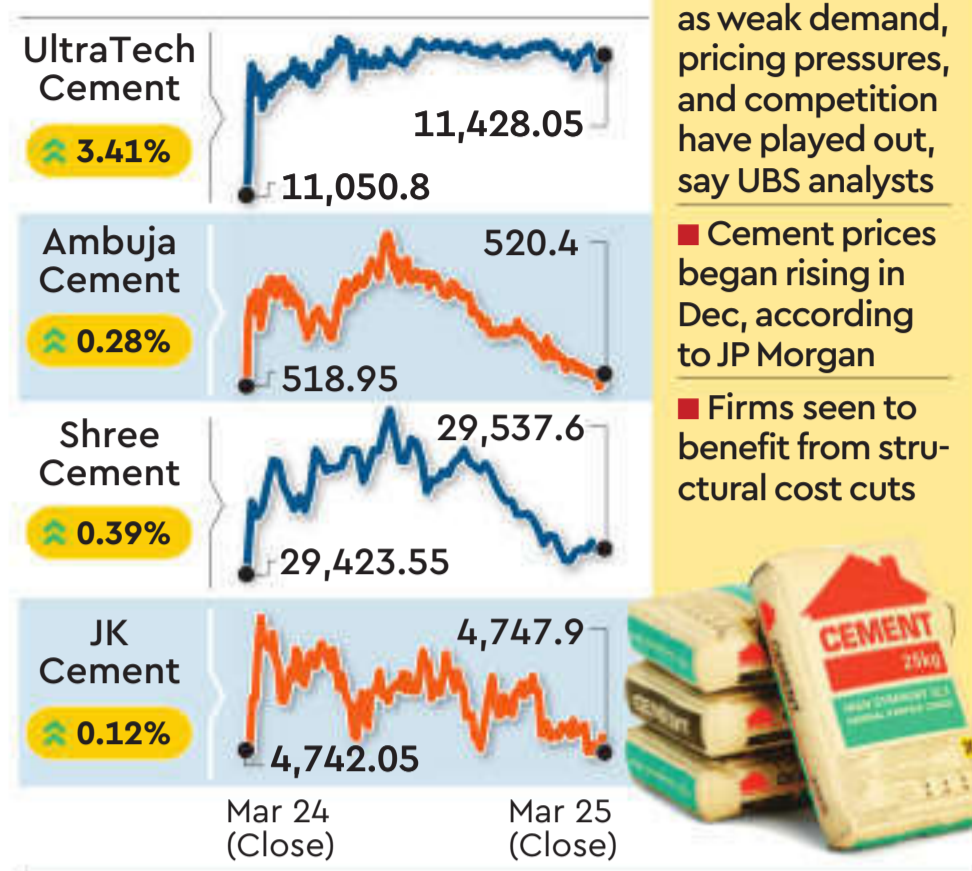 UltraTech
Cement
3.41%
11,428.05
11,050.8
Ambuja
Cement
0.28%
520.4
518.95
Shree
Cement
0.39%
29,537.6
29,423.55
JK
Cement
0.12%
4,747.9
4,742.05
Mar 24
(Close)
Mar 25
(Close)
as weak demand,
pricing pressures,
and competition
have played out,
say UBS analysts
Cement prices
began rising in
Dec, according
to JP Morgan
Firms seen to
benefit from stru-
ctural cost cuts
CEMENT
25kg
CEMENT